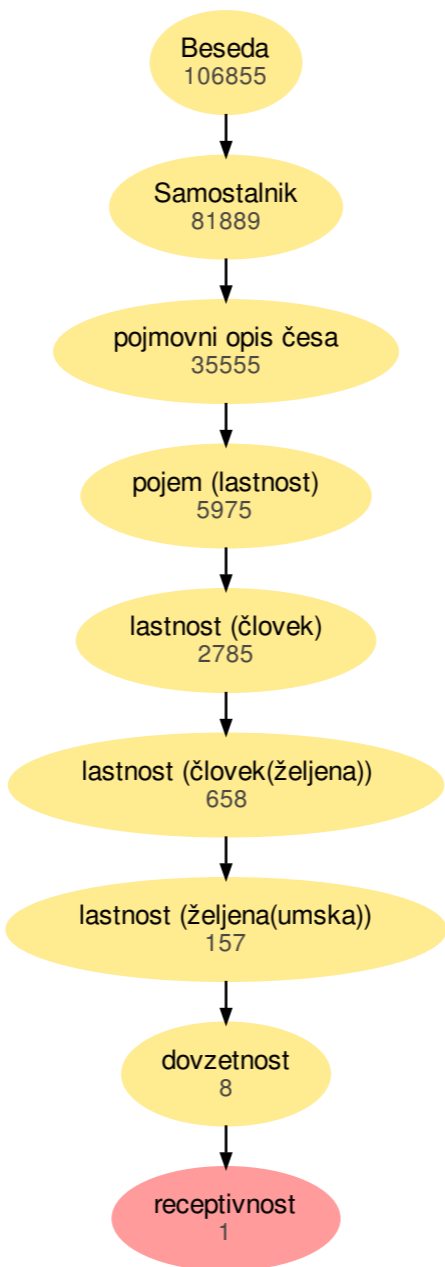 Beseda
106855
Samostalnik
81889
pojmovni opis česa
35555
pojem (lastnost)
5975
lastnost (človek)
2785
lastnost (človek(željena))
658
lastnost (željena(umska))
157
dovzetnost
8
receptivnost
1